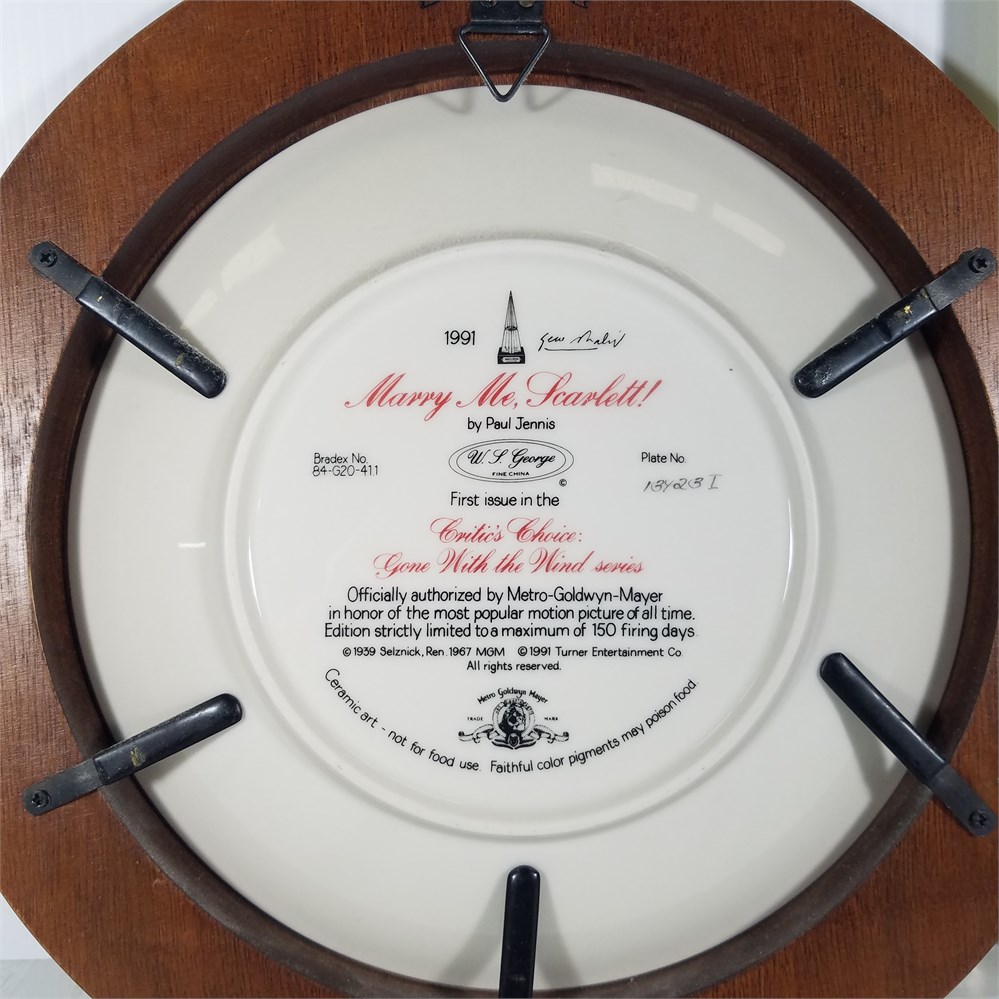 1991
Marry Me, Scarlett!
by Paul Jennis
Bradex No.
84-G20-41.1
W. S. George
FINE CHINA
©
Plate No.
First issue in the
Critic's Choice:
Gone With the Wind series
Officially authorized by Metro-Goldwyn-Mayer
in honor of the most popular motion picture of all time.
Edition strictly limited to a maximum of 150 firing days.
© 1939 Selznick, Ren. 1967 MGM © 1991 Turner Entertainment Co.
All rights reserved.
Metro Goldwyn Mayer
TRADE MARK
Ceramic art - not for food use. Faithful color pigments may poison food.